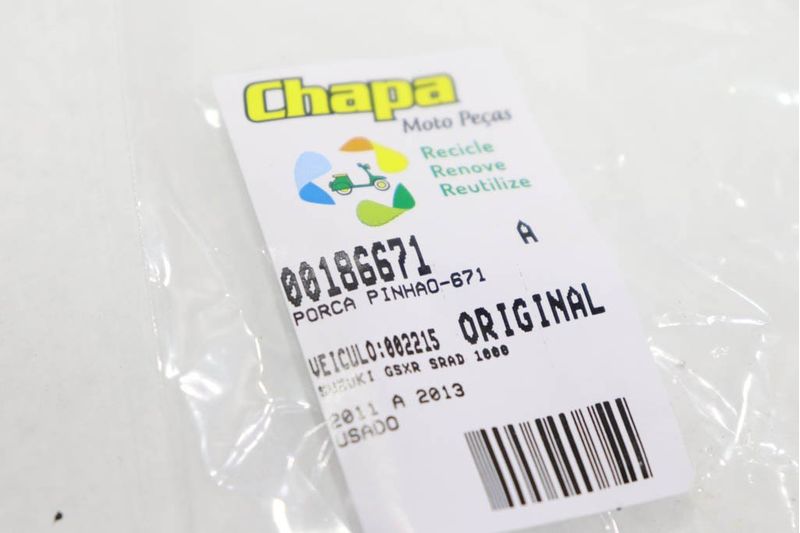 Chapa
Moto Peças
Recicle
Renove
Reutilize
00186671 A
PORCA PINHAO-671
VEICULO:002215 ORIGINAL
SUZUKI GSXR SRAD 1000
2011 A 2013
USADO